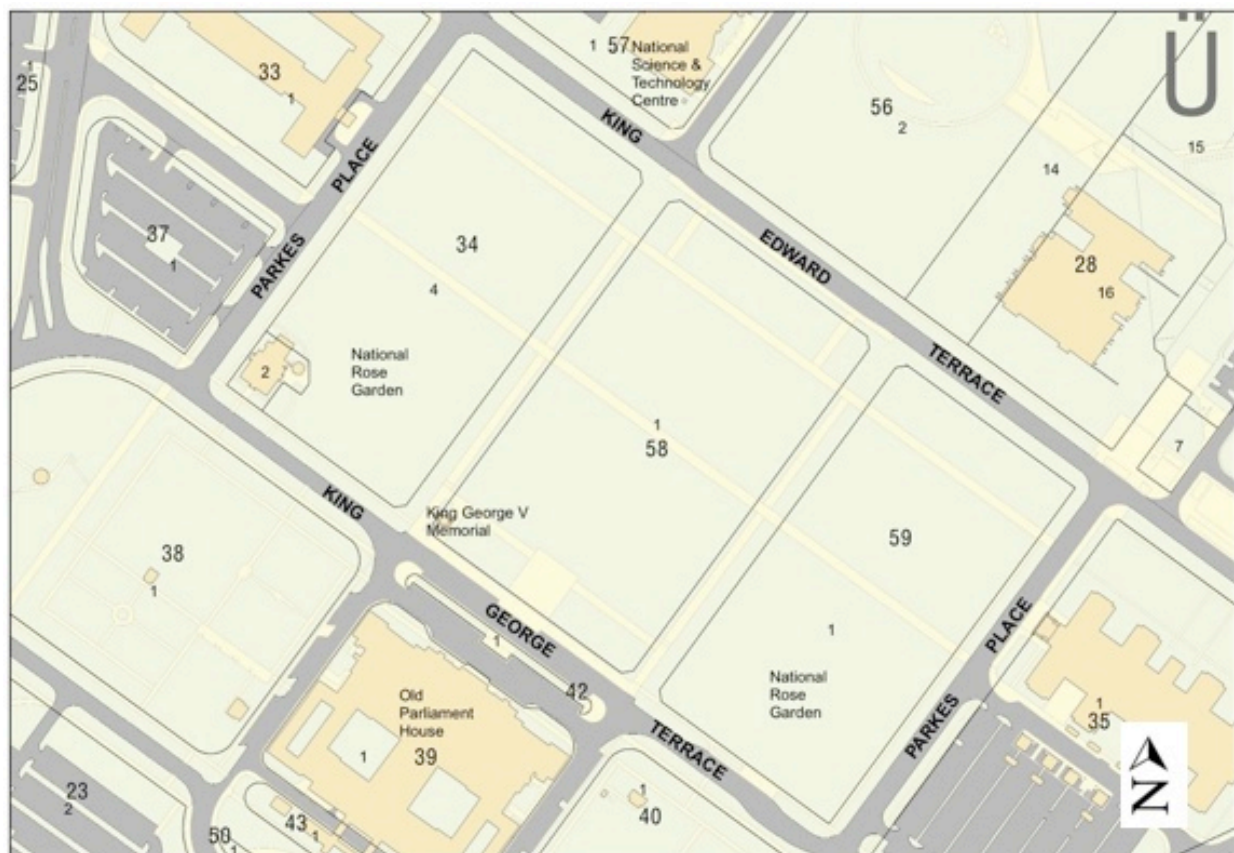 25
1
33
1
1
57
National
Science &
Technology
Centre
Ü
56
2
15
14
28
16
7
37
1
PARKES
PLACE
KING
EDWARD
TERRACE
34
4
National
Rose
Garden
2
1
58
59
1
National
Rose
Garden
King George V
Memorial
38
1
KING
GEORGE
TERRACE
1
42
Old
Parliament
House
1
39
PARKES
PLACE
1
35
N
23
2
50
1
43
1
1
40